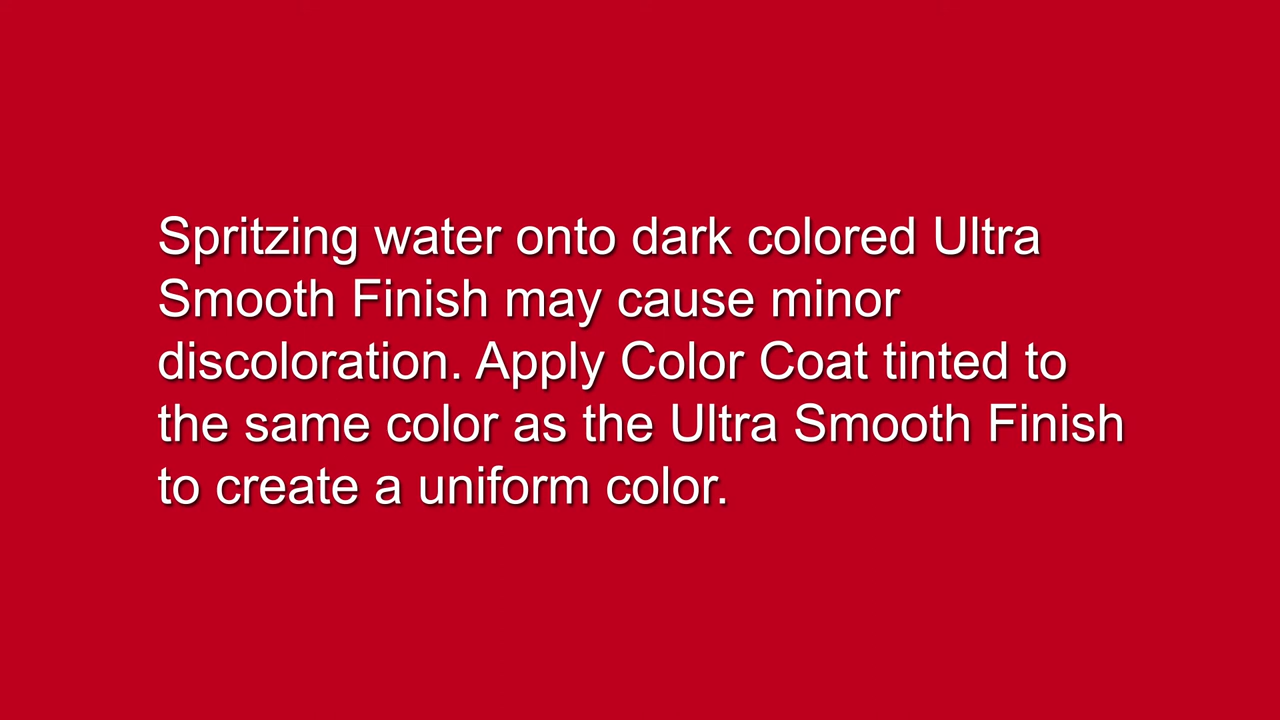 Spritzing water onto dark colored Ultra
Smooth Finish may cause minor
discoloration. Apply Color Coat tinted to
the same color as the Ultra Smooth Finish
to create a uniform color.